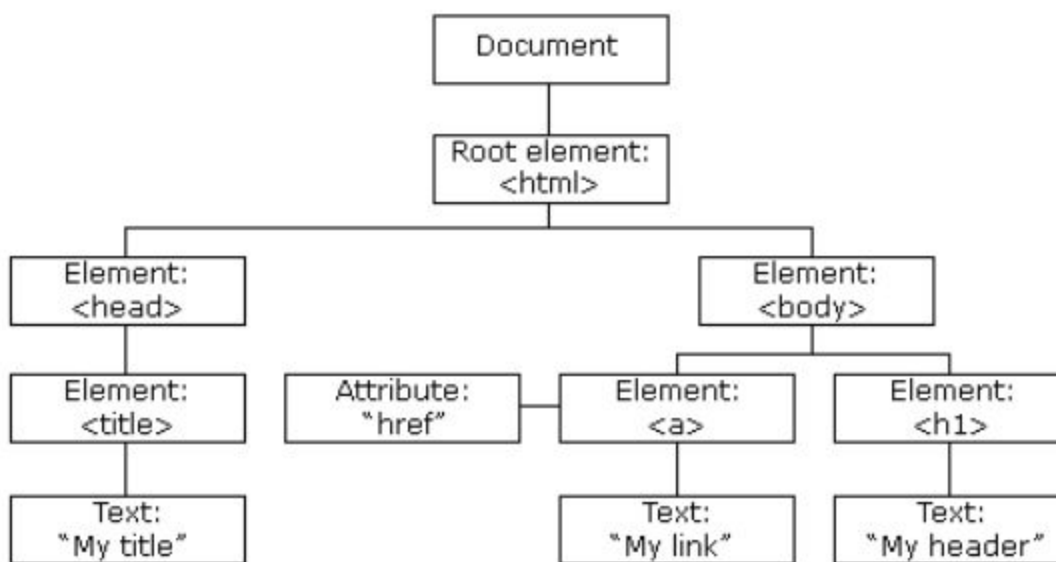 Document
Root element:
<html>
Element:
<head>
Element:
<body>
Element:
<title>
Attribute:
“href”
Element:
<a>
Element:
<h1>
Text:
“My title”
Text:
“My link”
Text:
“My header”